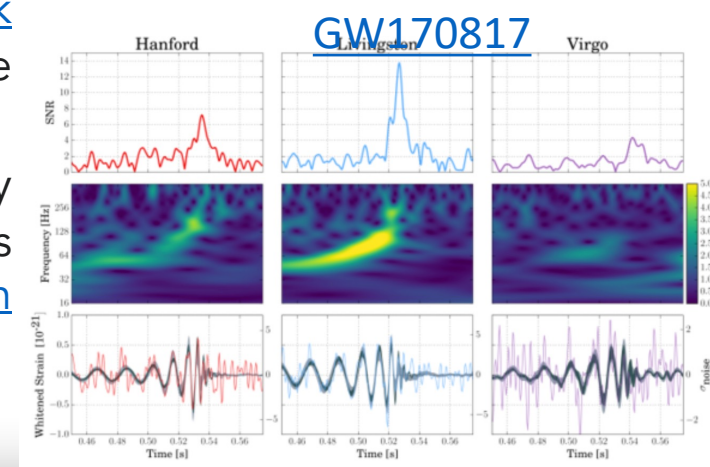 k
e
y
s
n
GW170817
Hanford
Livingston
Virgo
SNR
14
12
10
8
6
4
2
0
Frequency [Hz]
256
128
64
32
16
Whitened Strain [10⁻²¹]
1.0
0.5
0.0
−0.5
−1.0
5
0
−5
5
0
−5
2
0
−2
σnoise
0.46 0.48 0.50 0.52 0.54 0.56
0.46 0.48 0.50 0.52 0.54 0.56
0.46 0.48 0.50 0.52 0.54 0.56
Time [s]
Time [s]
Time [s]